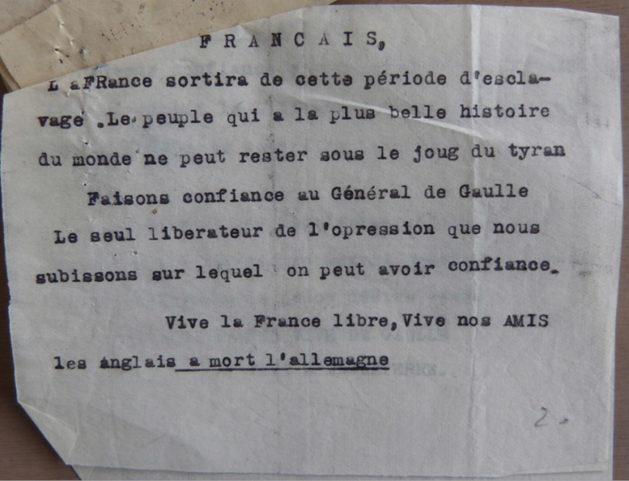 FRANCAIS,
L aFRance sortira de cette période d'escla-
vage .Le peuple qui a la plus belle histoire
du monde ne peut rester sous le joug du tyran
Faisons confiance au Général de Gaulle
Le seul liberateur de l'opression que nous
subissons sur lequel on peut avoir confiance.
Vive la France libre,Vive nos AMIS
les anglais a mort l'allemagne
2.